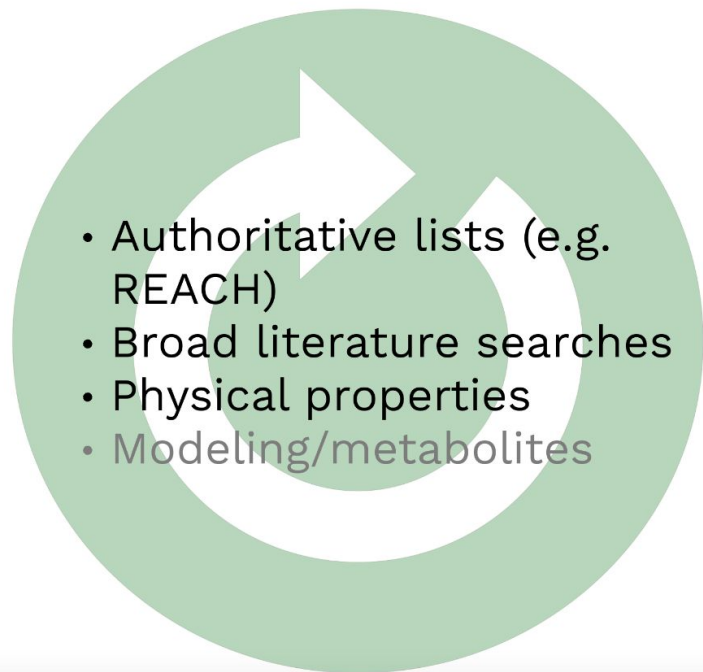 • Authoritative lists (e.g.
REACH)
• Broad literature searches
• Physical properties
• Modeling/metabolites